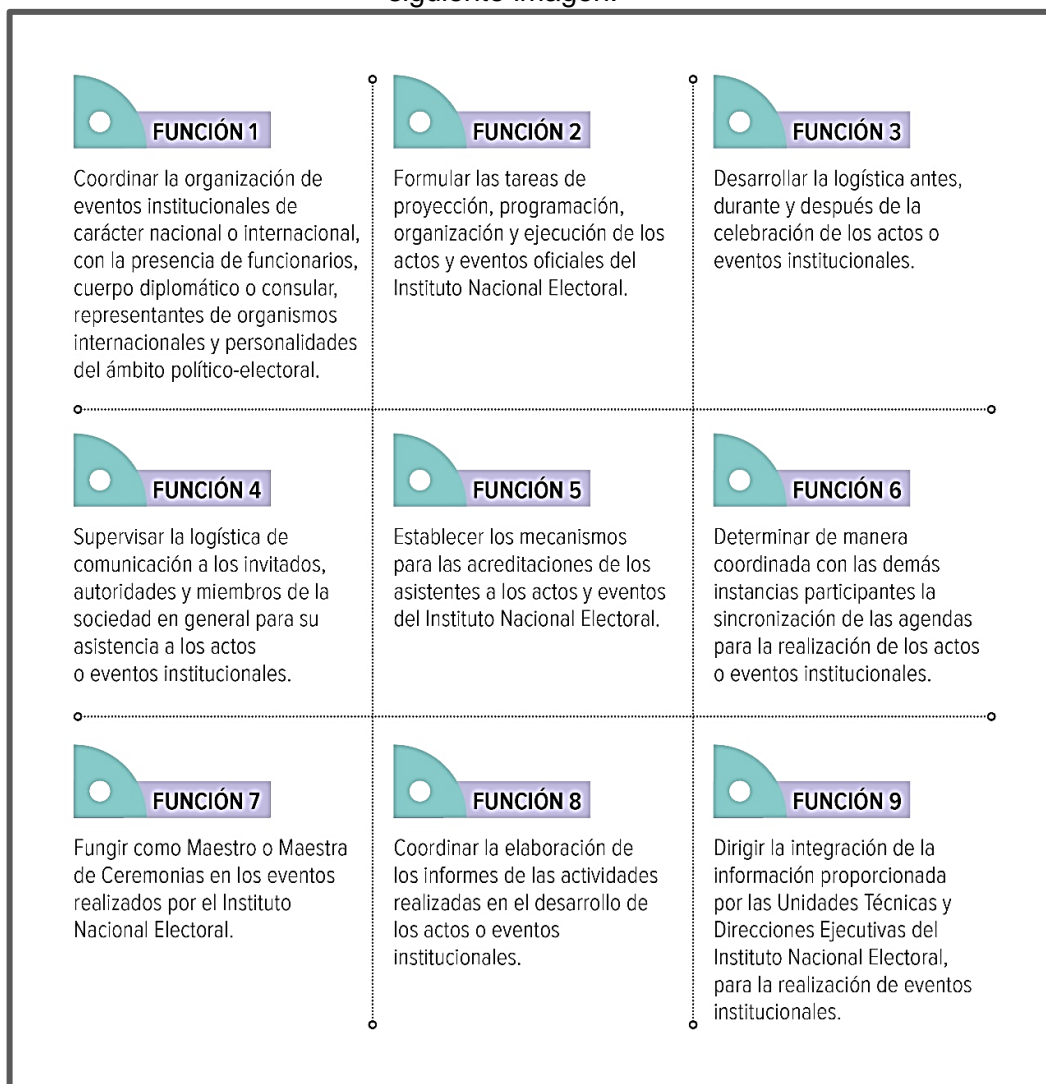 siguiente imagen:
FUNCIÓN 1
Coordinar la organización de
eventos institucionales de
carácter nacional o internacional,
con la presencia de funcionarios,
cuerpo diplomático o consular,
representantes de organismos
internacionales y personalidades
del ámbito político-electoral.
FUNCIÓN 2
Formular las tareas de
proyección, programación,
organización y ejecución de los
actos y eventos oficiales del
Instituto Nacional Electoral.
FUNCIÓN 3
Desarrollar la logística antes,
durante y después de la
celebración de los actos o
eventos institucionales.
FUNCIÓN 4
Supervisar la logística de
comunicación a los invitados,
autoridades y miembros de la
sociedad en general para su
asistencia a los actos
o eventos institucionales.
FUNCIÓN 5
Establecer los mecanismos
para las acreditaciones de los
asistentes a los actos y eventos
del Instituto Nacional Electoral.
FUNCIÓN 6
Determinar de manera
coordinada con las demás
instancias participantes la
sincronización de las agendas
para la realización de los actos
o eventos institucionales.
FUNCIÓN 7
Fungir como Maestro o Maestra
de Ceremonias en los eventos
realizados por el Instituto
Nacional Electoral.
FUNCIÓN 8
Coordinar la elaboración de
los informes de las actividades
realizadas en el desarrollo de
los actos o eventos
institucionales.
FUNCIÓN 9
Dirigir la integración de la
información proporcionada
por las Unidades Técnicas y
Direcciones Ejecutivas del
Instituto Nacional Electoral,
para la realización de eventos
institucionales.